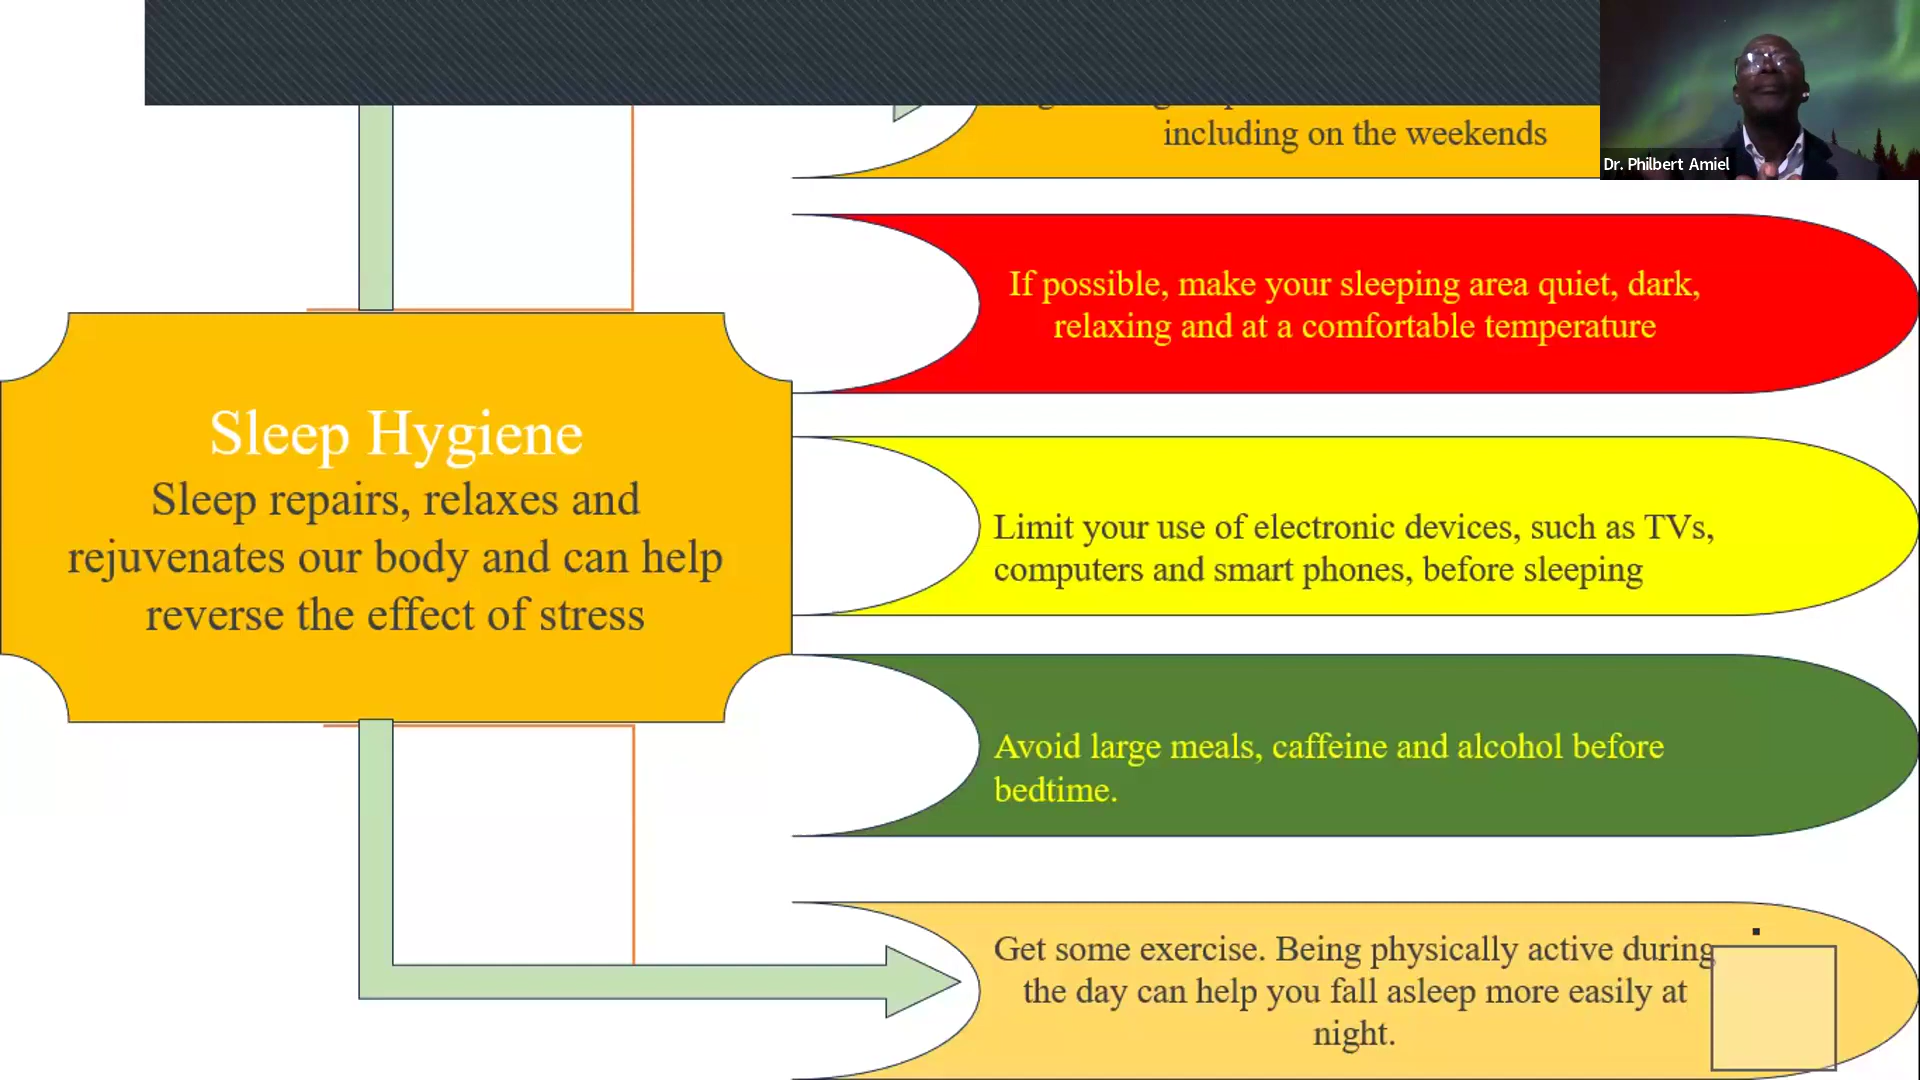 including on the weekends
Dr. Philbert Amiel
If possible, make your sleeping area quiet, dark,
relaxing and at a comfortable temperature
Sleep Hygiene
Sleep repairs, relaxes and
rejuvenates our body and can help
reverse the effect of stress
Limit your use of electronic devices, such as TVs,
computers and smart phones, before sleeping
Avoid large meals, caffeine and alcohol before
bedtime.
Get some exercise. Being physically active during
the day can help you fall asleep more easily at
night.